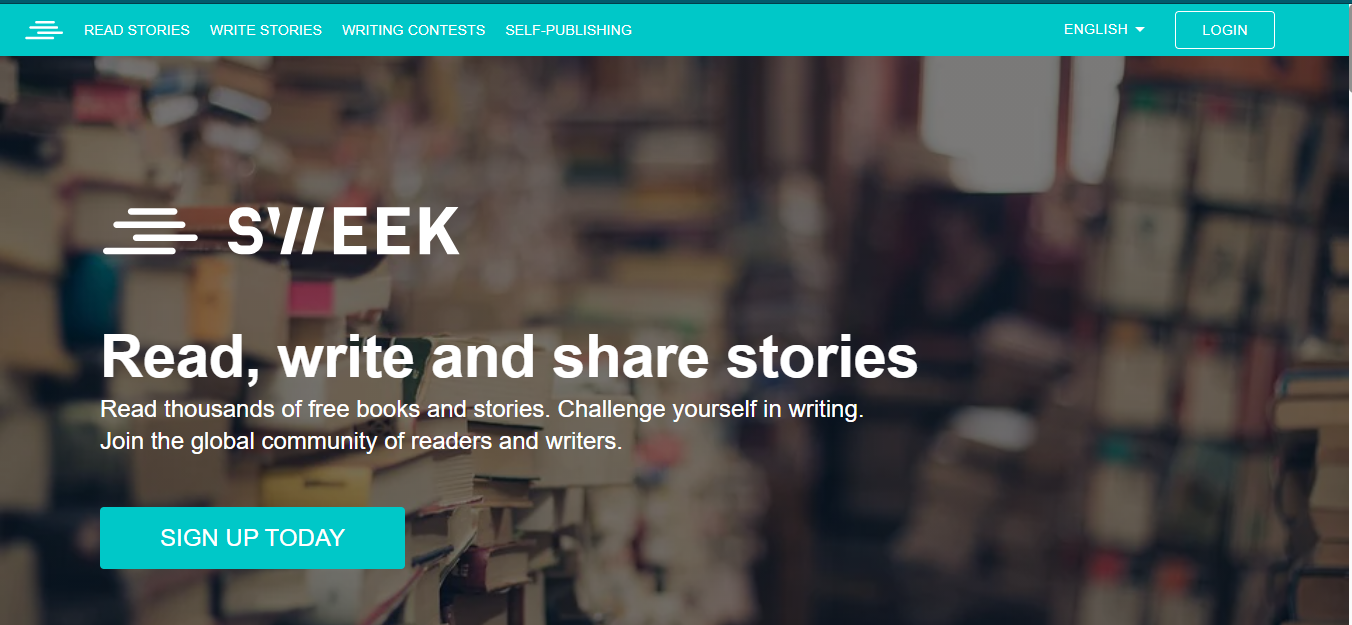 READ STORIES WRITE STORIES WRITING CONTESTS SELF-PUBLISHING ENGLISH LOGIN
SWEEK
Read, write and share stories
Read thousands of free books and stories. Challenge yourself in writing.
Join the global community of readers and writers.
SIGN UP TODAY